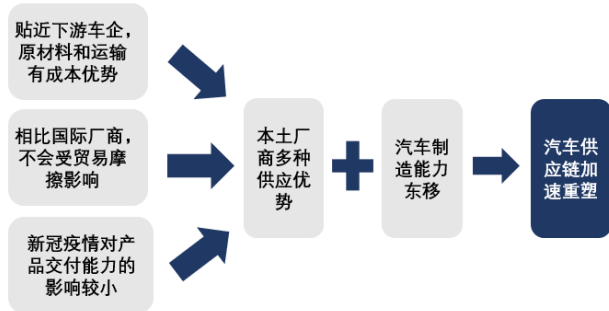 贴近下游车企，
原材料和运输
有成本优势
相比国际厂商，
不会受贸易摩
擦影响
新冠疫情对产
品交付能力的
影响较小
本土厂
商多种
供应优
势
汽车制
造能力
东移
汽车供
应链加
速重塑